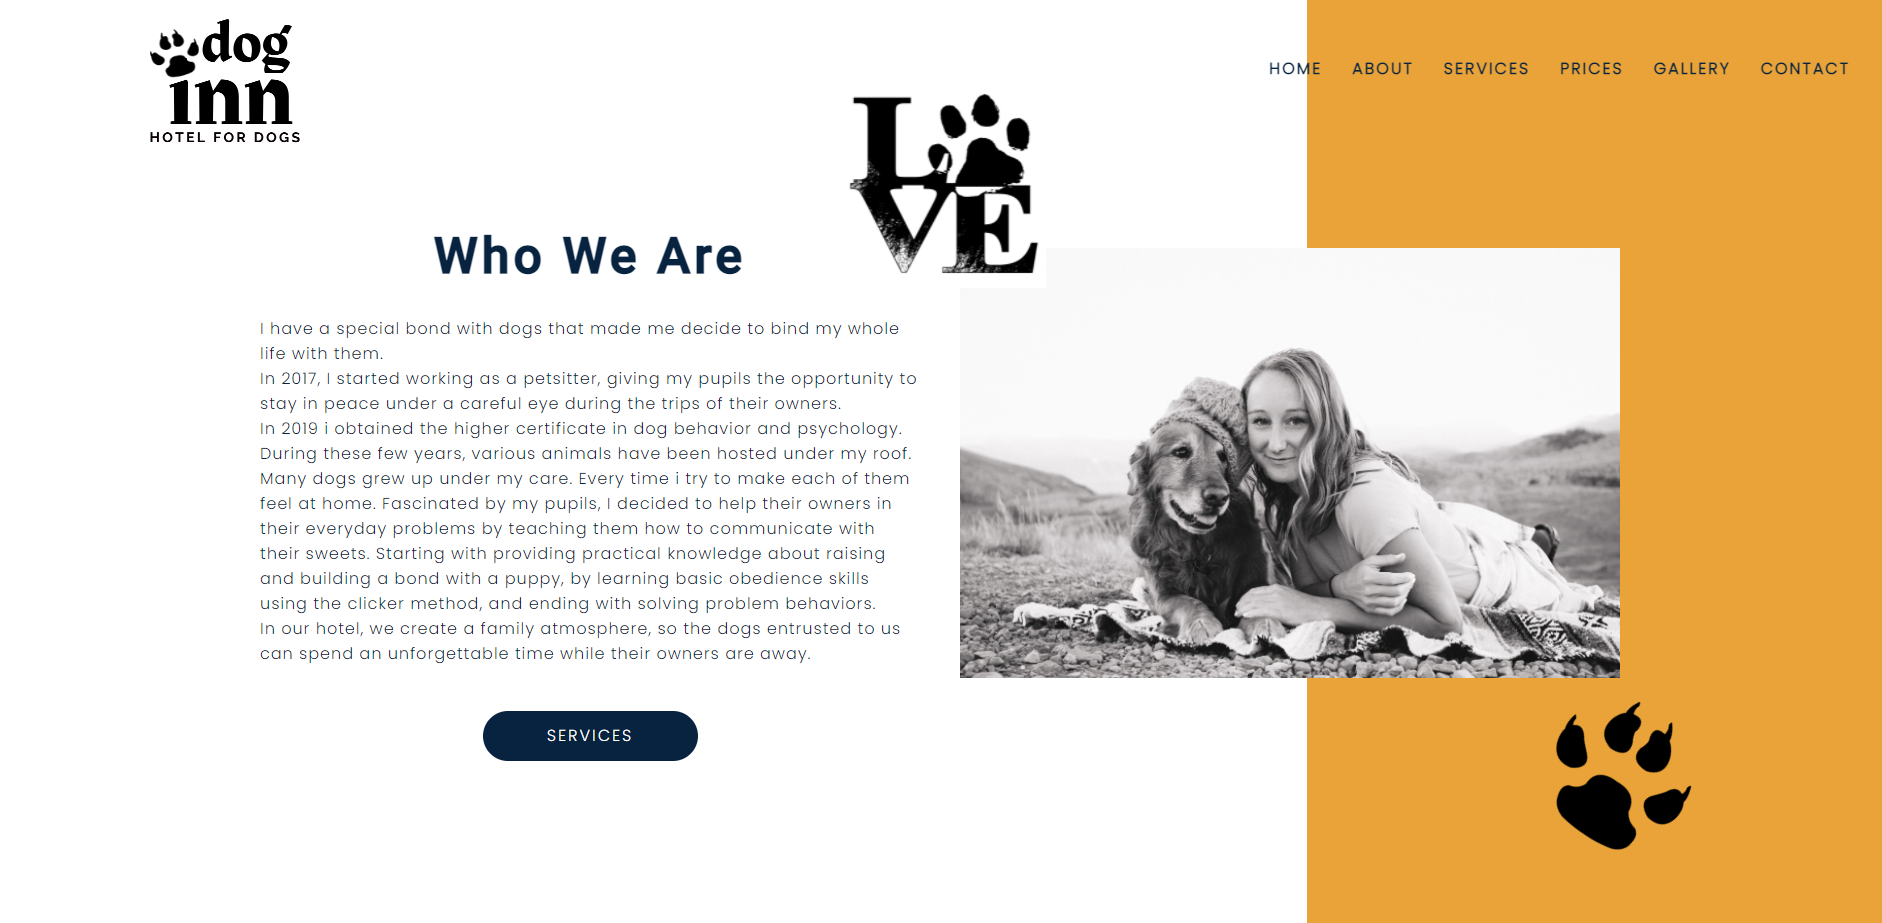 dog
inn
HOTEL FOR DOGS
HOME ABOUT SERVICES PRICES GALLERY CONTACT
L
VE
Who We Are
I have a special bond with dogs that made me decide to bind my whole
life with them.
In 2017, I started working as a petsitter, giving my pupils the opportunity to
stay in peace under a careful eye during the trips of their owners.
In 2019 i obtained the higher certificate in dog behavior and psychology.
During these few years, various animals have been hosted under my roof.
Many dogs grew up under my care. Every time i try to make each of them
feel at home. Fascinated by my pupils, I decided to help their owners in
their everyday problems by teaching them how to communicate with
their sweets. Starting with providing practical knowledge about raising
and building a bond with a puppy, by learning basic obedience skills
using the clicker method, and ending with solving problem behaviors.
In our hotel, we create a family atmosphere, so the dogs entrusted to us
can spend an unforgettable time while their owners are away.
SERVICES